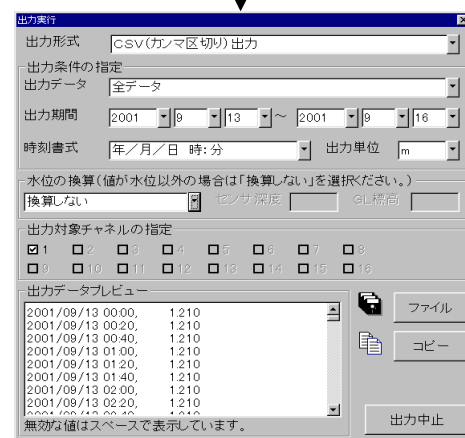 出力実行
出力形式 CSV(カンマ区切り)出力
出力条件の指定
出力データ 全データ
出力期間 2001 9 13 ～ 2001 9 16
時刻書式 年／月／日 時：分 出力単位 m
水位の換算(値が水位以外の場合は「換算しない」を選択ください。)
換算しない センサ深度 GL標高
出力対象チャネルの指定
1 2 3 4 5 6 7 8
9 10 11 12 13 14 15 16
出力データプレビュー
2001/09/13 00:00, 1.210
2001/09/13 00:20, 1.210
2001/09/13 00:40, 1.210
2001/09/13 01:00, 1.210
2001/09/13 01:20, 1.210
2001/09/13 01:40, 1.210
2001/09/13 02:00, 1.210
2001/09/13 02:20, 1.210
無効な値はスペースで表示しています。
ファイル
コピー
出力中止